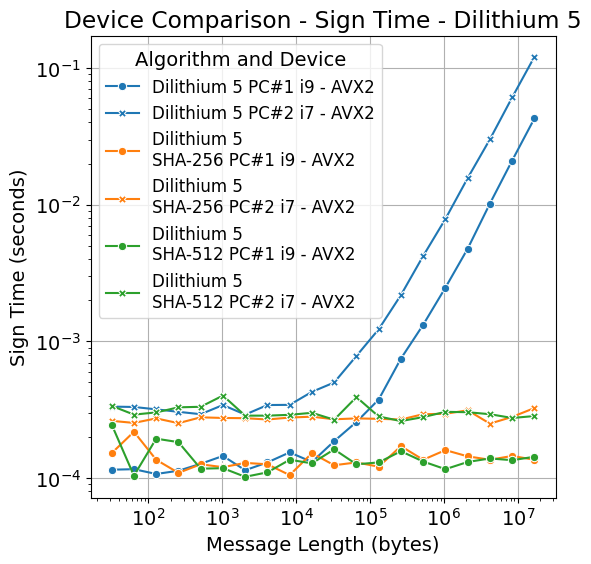 Device Comparison - Sign Time - Dilithium 5
Algorithm and Device
Dilithium 5 PC#1 i9 - AVX2
Dilithium 5 PC#2 i7 - AVX2
Dilithium 5
SHA-256 PC#1 i9 - AVX2
Dilithium 5
SHA-256 PC#2 i7 - AVX2
Dilithium 5
SHA-512 PC#1 i9 - AVX2
Dilithium 5
SHA-512 PC#2 i7 - AVX2
Sign Time (seconds)
10⁻¹
10⁻²
10⁻³
10⁻⁴
10² 10³ 10⁴ 10⁵ 10⁶ 10⁷
Message Length (bytes)